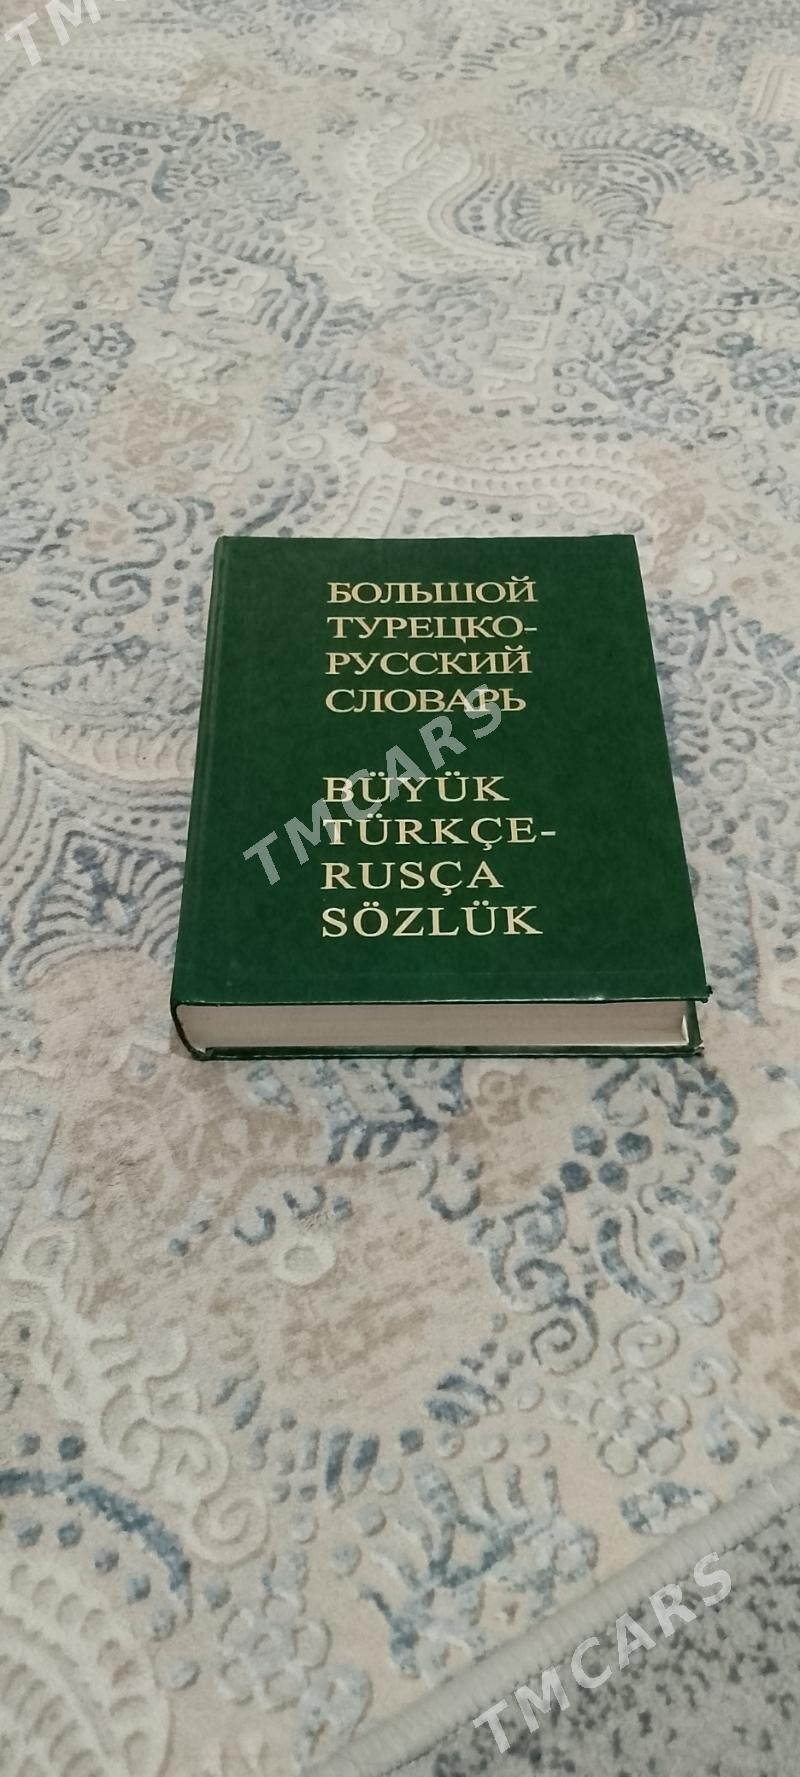 TMCARS
БОЛЬШОЙ
ТУРЕЦКО-
РУССКИЙ
СЛОВАРЬ
BÜYÜK
TÜRKÇE-
RUSÇA
SÖZLÜK
TMCARS
TMCARS